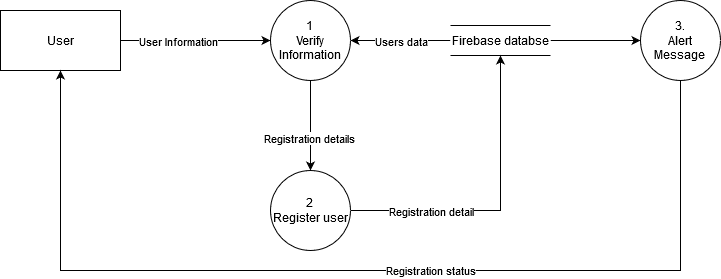 User
User Information
1
Verify
Information
Users data
Firebase databse
3.
Alert
Message
Registration details
2
Register user
Registration detail
Registration status